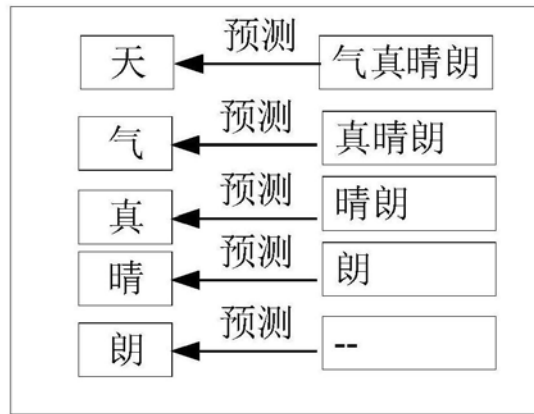 天 预测 气真晴朗
气 预测 真晴朗
真 预测 晴朗
晴 预测 朗
朗 预测 --